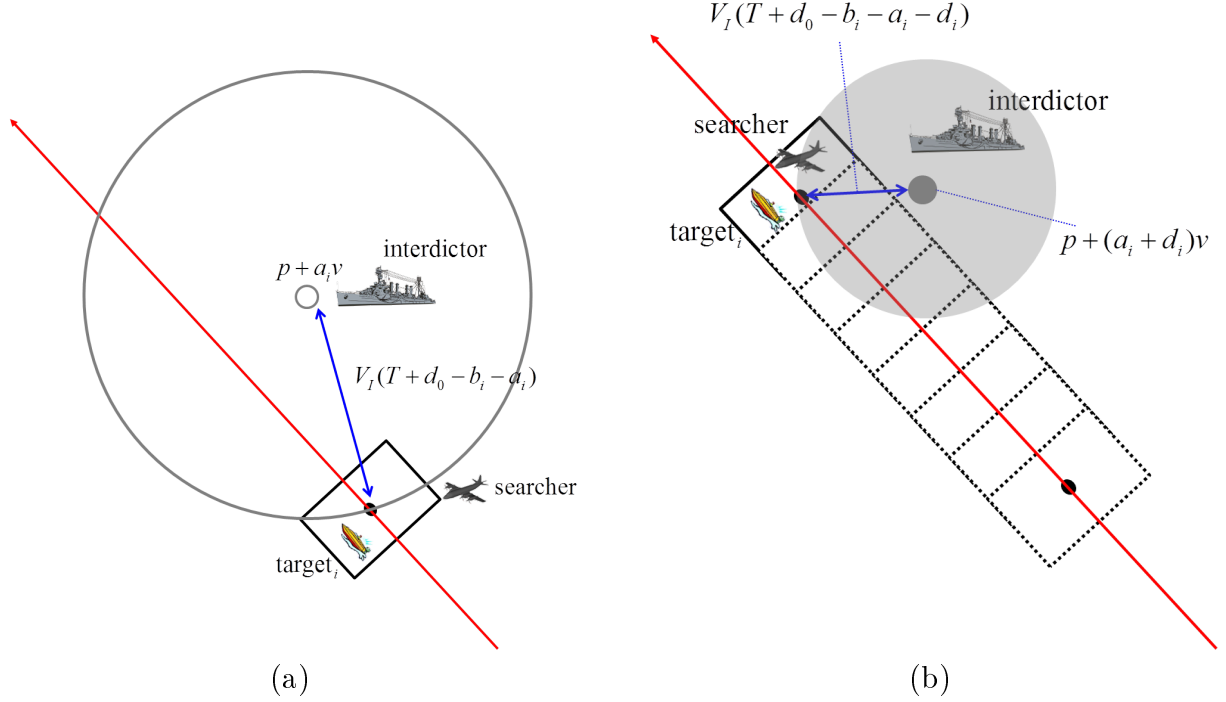 p + a_i v
interdictor
V_I(T + d_0 − b_i − a_i)
searcher
target_i
(a)
V_I(T + d_0 − b_i − a_i − d_i)
interdictor
searcher
target_i
p + (a_i + d_i)v
(b)